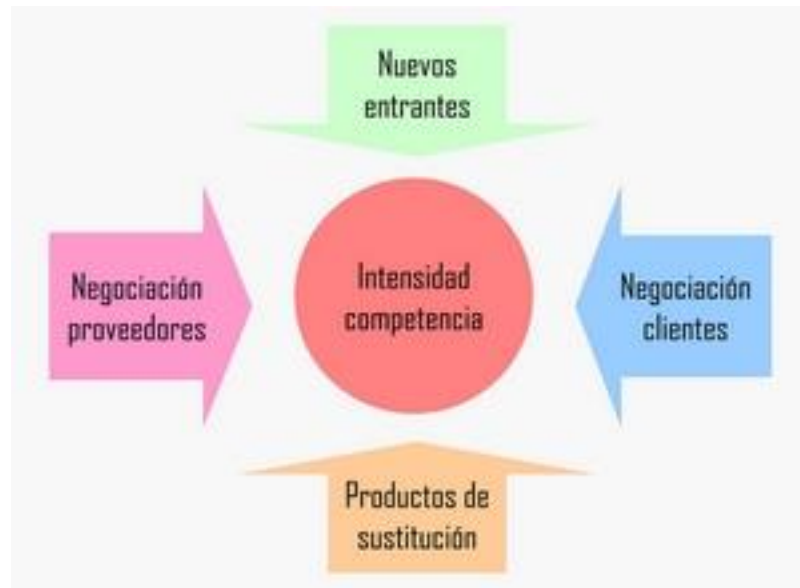 Nuevos
entrantes
Negociación
proveedores
Intensidad
competencia
Negociación
clientes
Productos de
sustitución